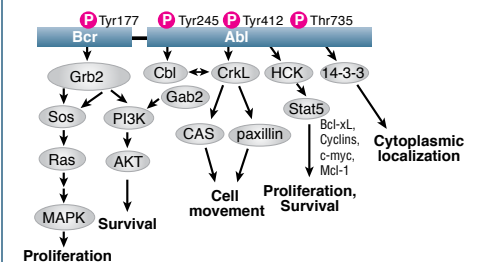 P Tyr177 P Tyr245 P Tyr412 P Thr735
Bcr Abl
Grb2 Cbl CrkL HCK 14-3-3
Gab2
Sos PI3K Stat5
CAS paxillin
Bcl-xL,
Cyclins,
c-myc,
Mcl-1
Cytoplasmic
localization
Ras AKT
Cell
movement
Proliferation,
Survival
MAPK Survival
Proliferation